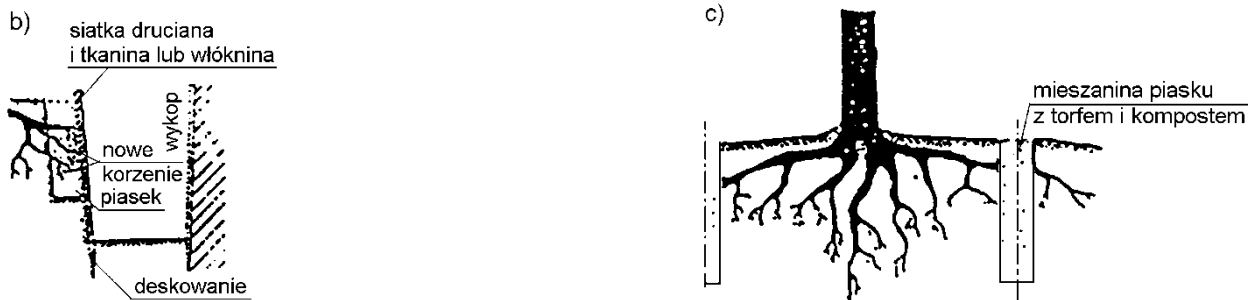 b)
siatka druciana
i tkanina lub włóknina
wykop
nowe
korzenie
piasek
deskowanie
c)
mieszanina piasku
z torfem i kompostem